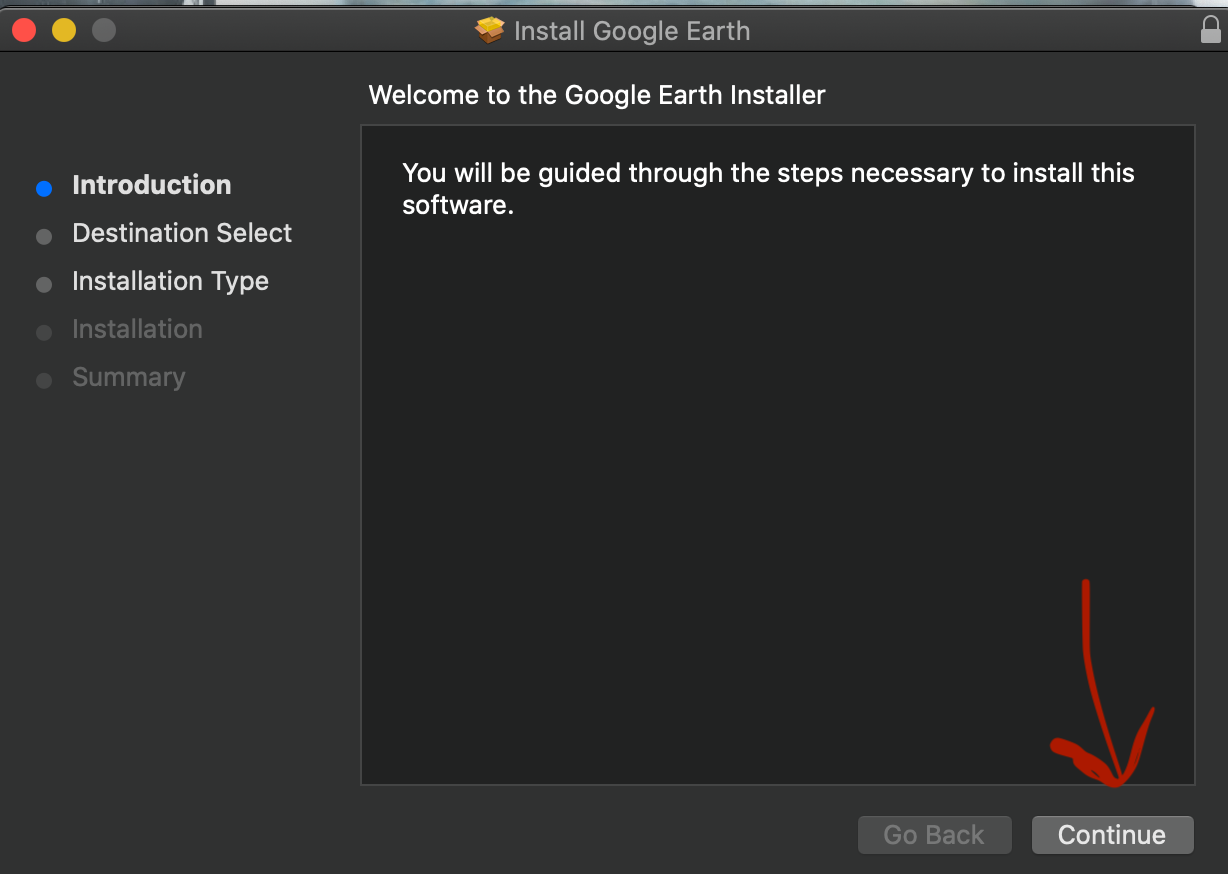 Install Google Earth
Welcome to the Google Earth Installer
Introduction
Destination Select
Installation Type
Installation
Summary
You will be guided through the steps necessary to install this
software.
Go Back
Continue